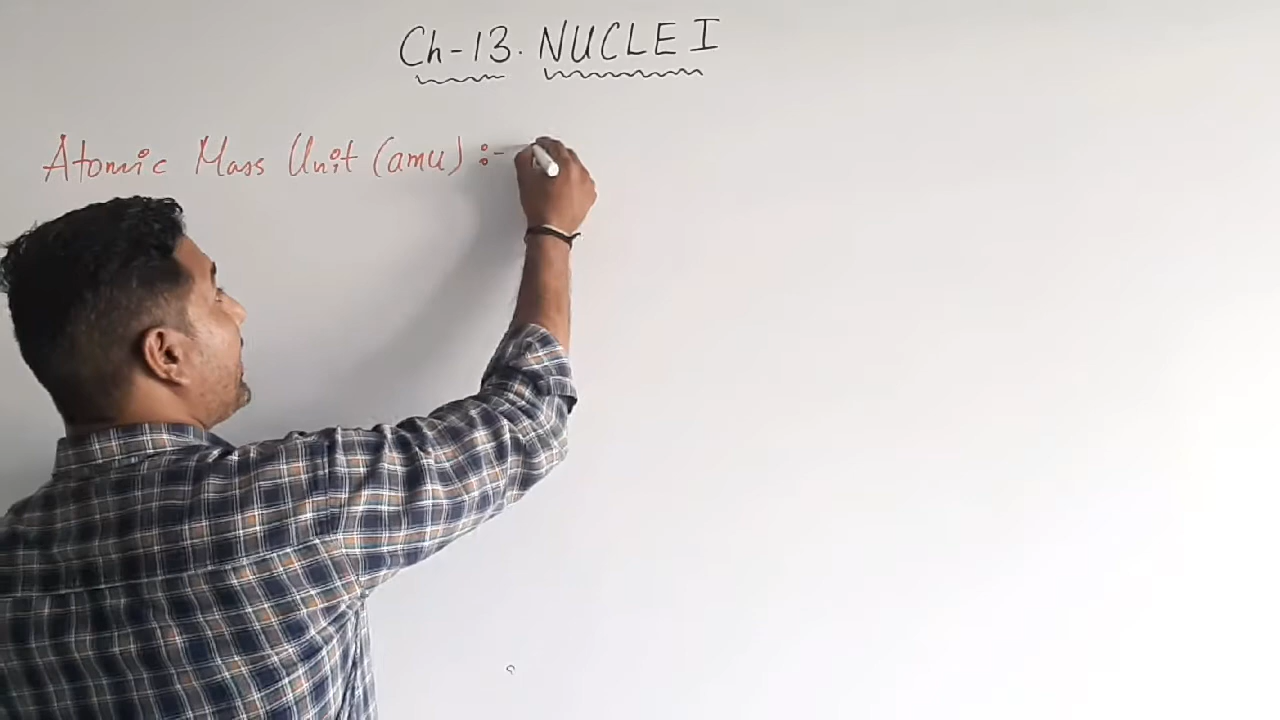 Ch-13. NUCLEI
Atomic Mass Unit (amu) :-